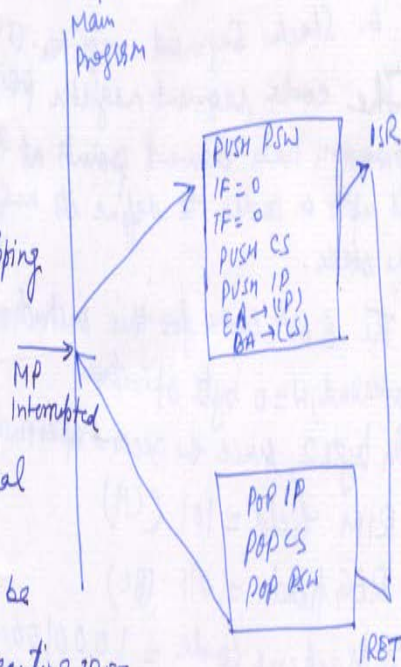 Main
Program
ISR
PUSH PSW
IF = 0
TF = 0
PUSH CS
PUSH IP
EA → (IP)
BA → (CS)
pping
MP
Interrupted
al
POP IP
POP CS
POP PSW
be
IRET